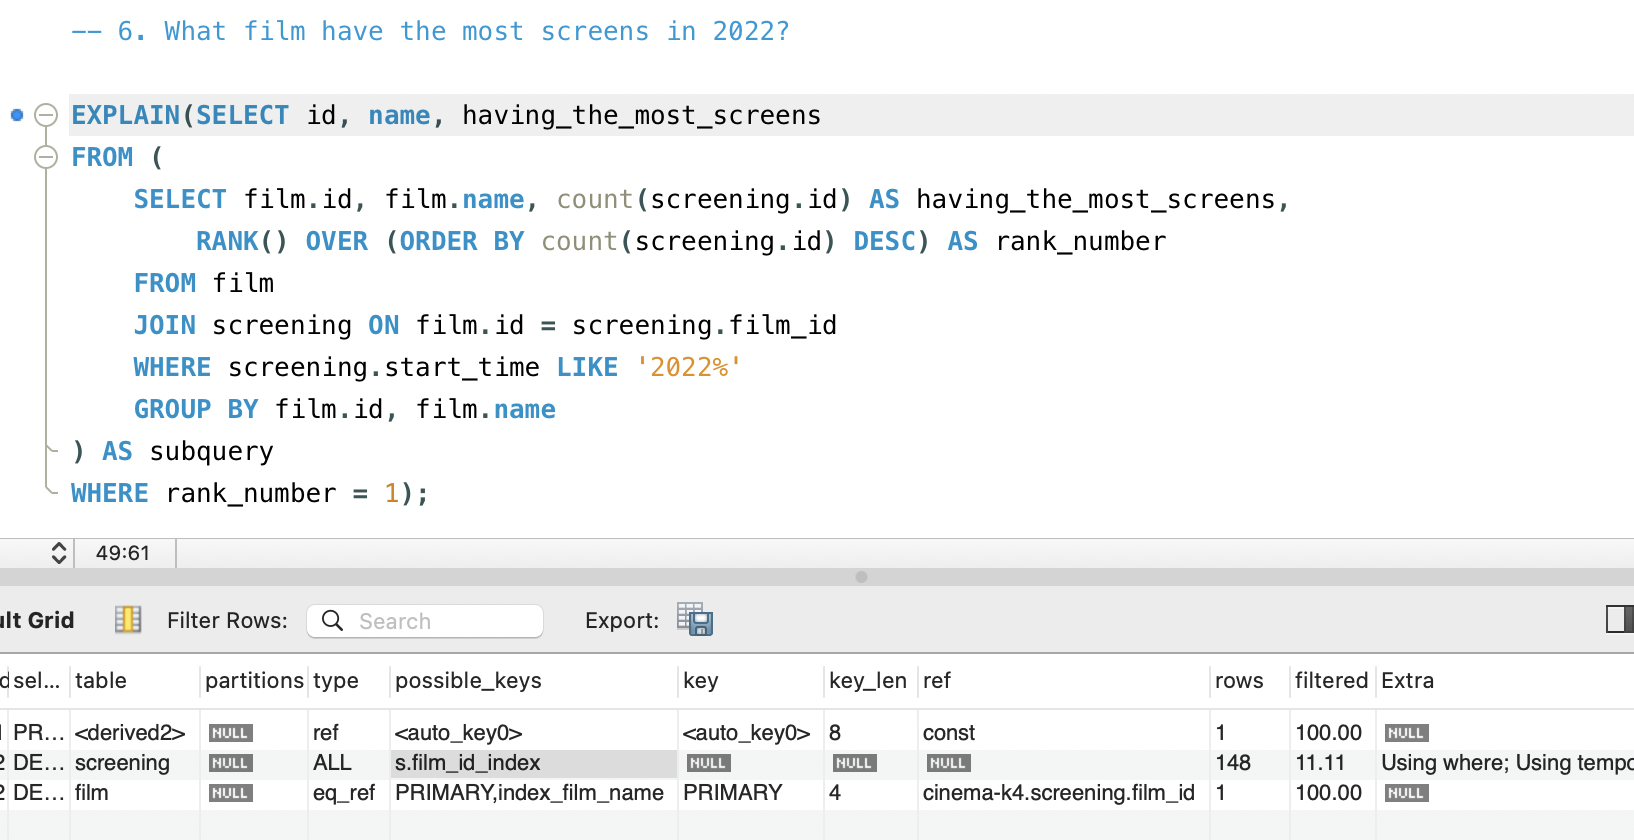 -- 6. What film have the most screens in 2022?
EXPLAIN(SELECT id, name, having_the_most_screens
FROM (
SELECT film.id, film.name, count(screening.id) AS having_the_most_screens,
RANK() OVER (ORDER BY count(screening.id) DESC) AS rank_number
FROM film
JOIN screening ON film.id = screening.film_id
WHERE screening.start_time LIKE '2022%'
GROUP BY film.id, film.name
) AS subquery
WHERE rank_number = 1);
49:61
ult Grid Filter Rows: Search Export:
d sel... table partitions type possible_keys key key_len ref rows filtered Extra
1 PR... <derived2> NULL ref <auto_key0> <auto_key0> 8 const 1 100.00 NULL
2 DE... screening NULL ALL s.film_id_index NULL NULL NULL 148 11.11 Using where; Using tempo
2 DE... film NULL eq_ref PRIMARY,index_film_name PRIMARY 4 cinema-k4.screening.film_id 1 100.00 NULL